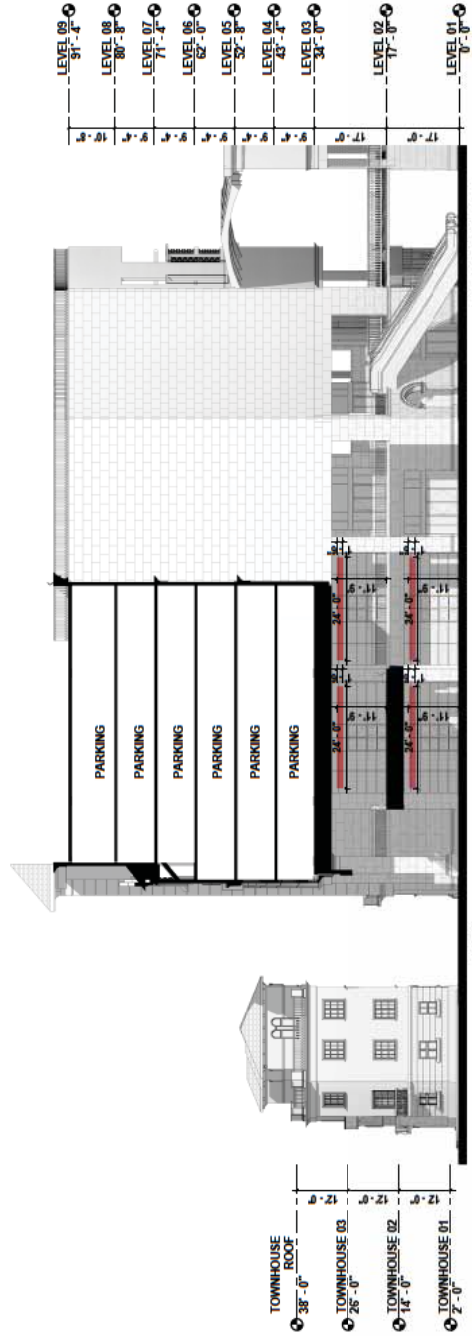 LEVEL 09
91' - 4"
LEVEL 08
80' - 8"
LEVEL 07
71' - 4"
LEVEL 06
62' - 0"
LEVEL 05
52' - 8"
LEVEL 04
43' - 4"
LEVEL 03
34' - 0"
LEVEL 02
17' - 0"
LEVEL 01
0' - 0"
10' - 8"
9' - 4"
9' - 4"
9' - 4"
9' - 4"
9' - 4"
17' - 0"
17' - 0"
PARKING
PARKING
PARKING
PARKING
PARKING
PARKING
24' - 0"
11' - 9"
24' - 0"
11' - 9"
24' - 0"
11' - 9"
24' - 0"
11' - 9"
TOWNHOUSE
ROOF
38' - 0"
TOWNHOUSE 03
26' - 0"
TOWNHOUSE 02
14' - 0"
TOWNHOUSE 01
2' - 0"
12' - 0"
12' - 0"
12' - 0"